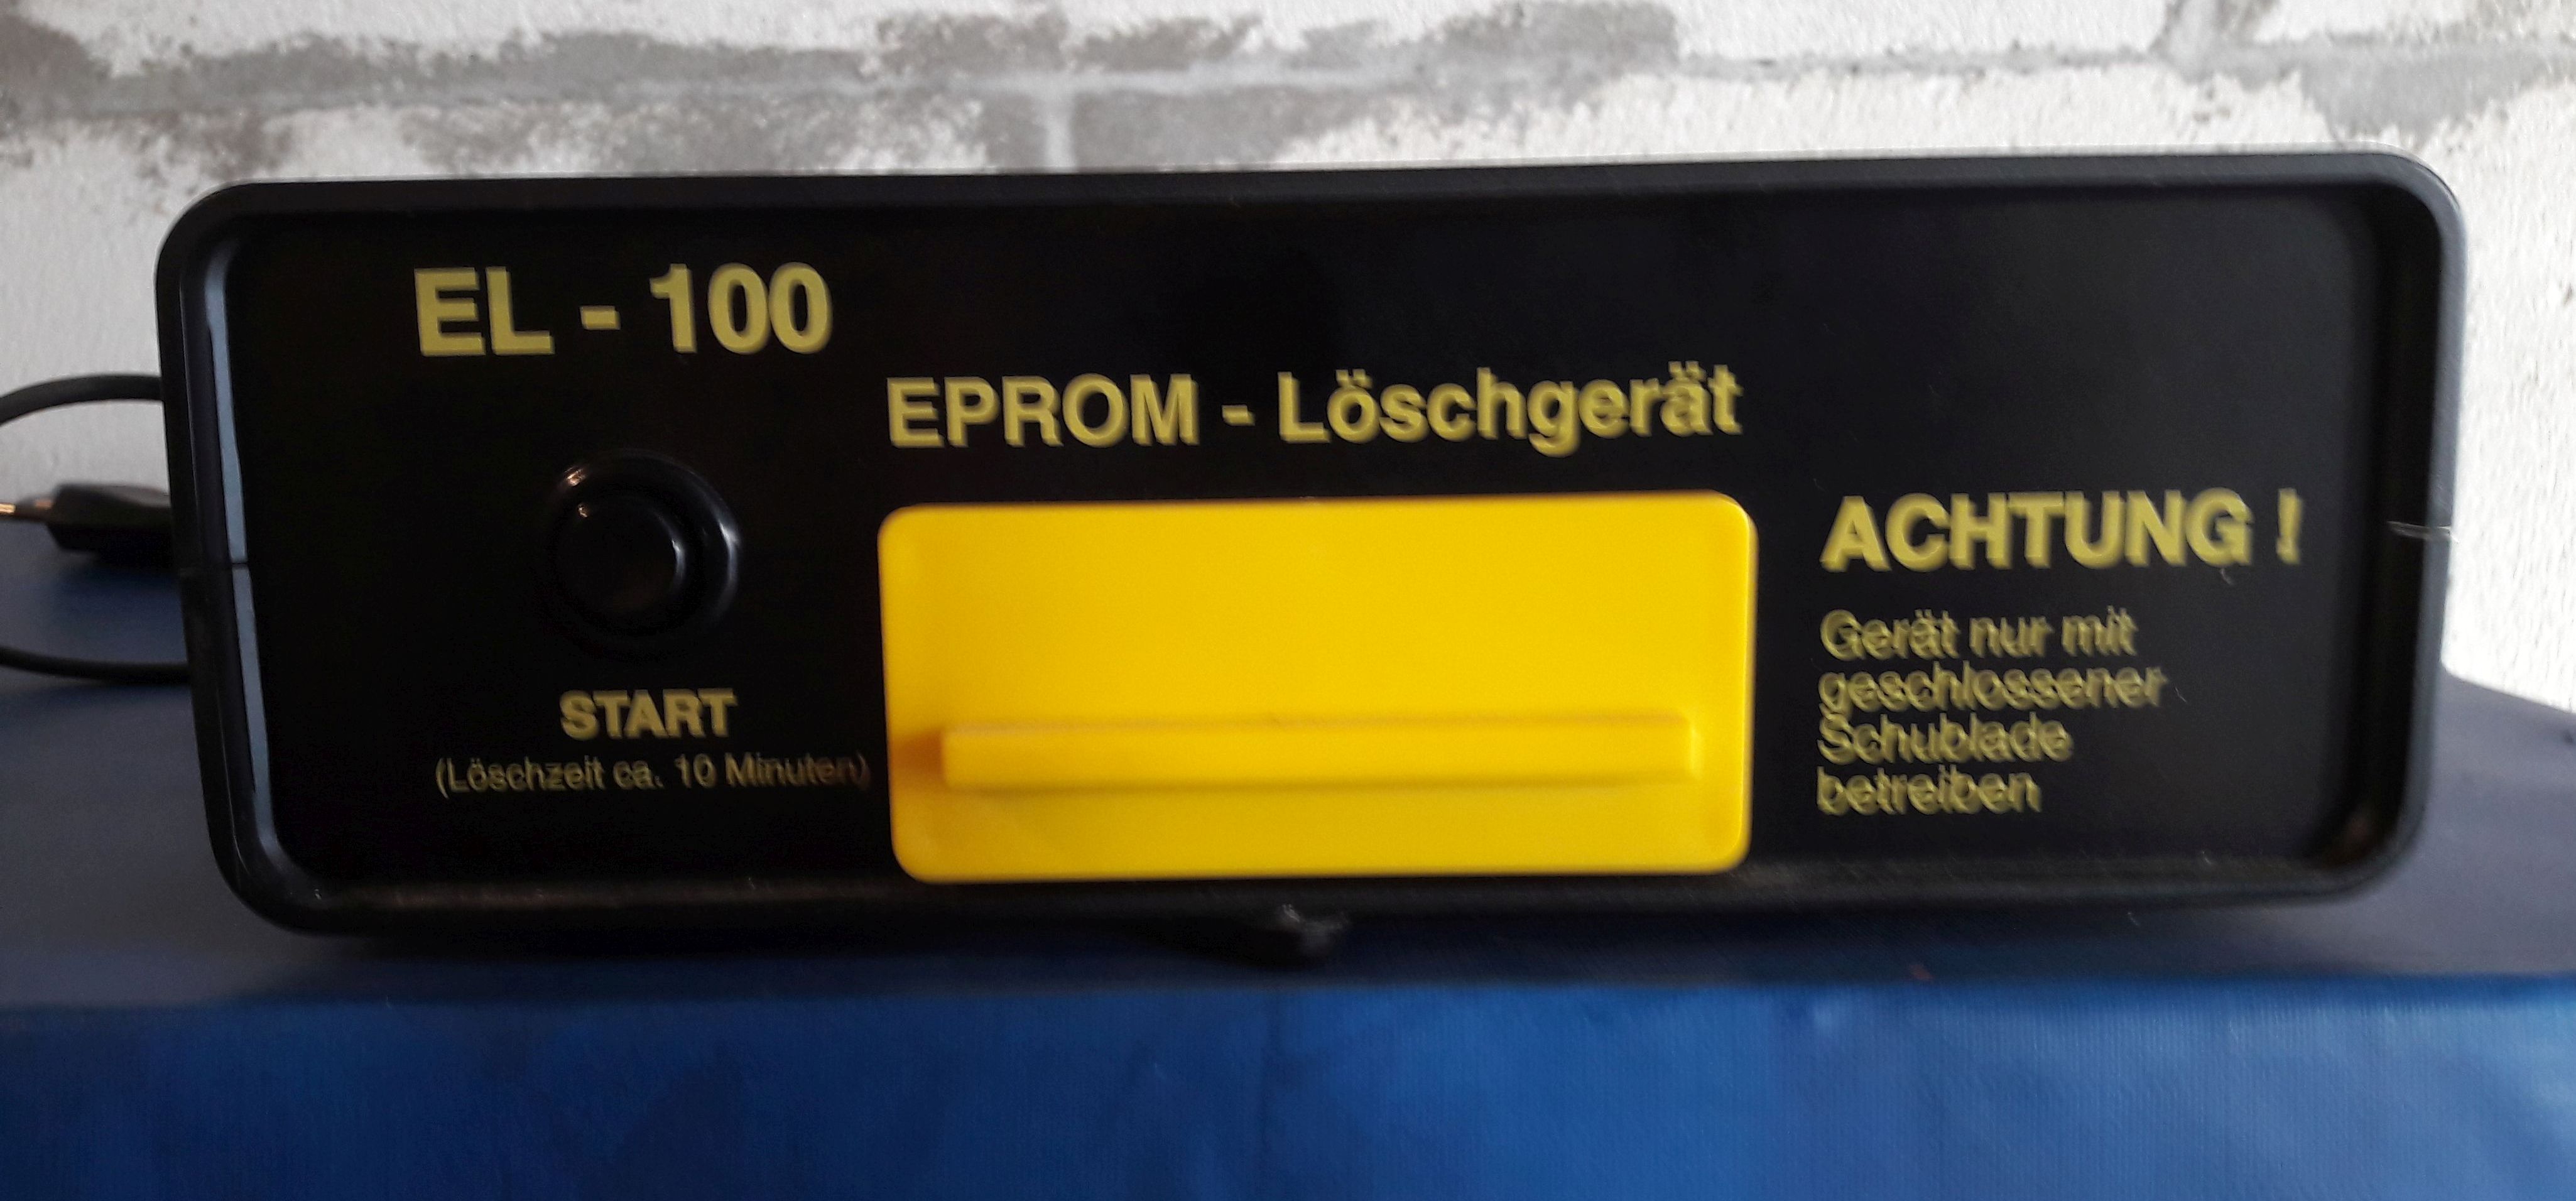 EL - 100
EPROM - Löschgerät
START
(Löschzeit ca. 10 Minuten)
ACHTUNG !
Gerät nur mit
geschlossener
Schublade
betreiben